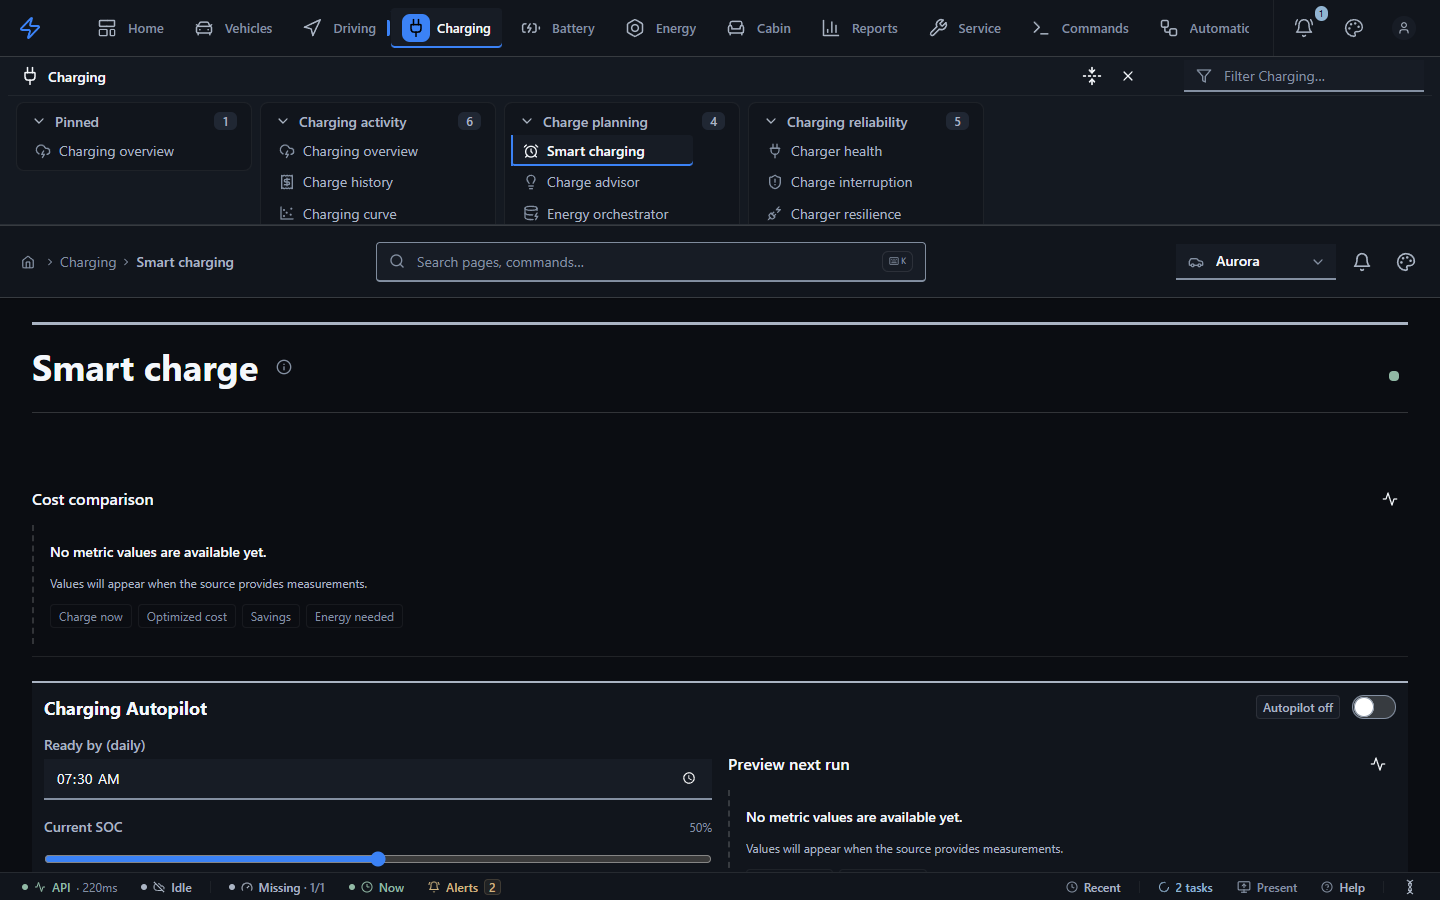 Home
Vehicles
Driving
Charging
Battery
Energy
Cabin
Reports
Service
Commands
Automatic
1
Charging
Filter Charging...
Pinned 1
Charging overview
Charging activity 6
Charging overview
Charge history
Charging curve
Charge planning 4
Smart charging
Charge advisor
Energy orchestrator
Charging reliability 5
Charger health
Charge interruption
Charger resilience
Charging
Smart charging
Search pages, commands...
K
Aurora
Smart charge
Cost comparison
No metric values are available yet.
Values will appear when the source provides measurements.
Charge now
Optimized cost
Savings
Energy needed
Charging Autopilot
Autopilot off
Ready by (daily)
07:30 AM
Current SOC 50%
Preview next run
No metric values are available yet.
Values will appear when the source provides measurements.
API · 220ms
Idle
Missing · 1/1
Now
Alerts 2
Recent
2 tasks
Present
Help